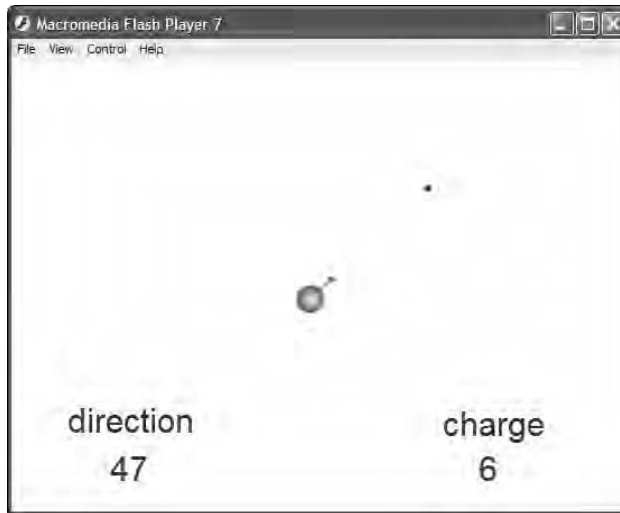 Macromedia Flash Player 7
File View Control Help
direction
charge
47
6